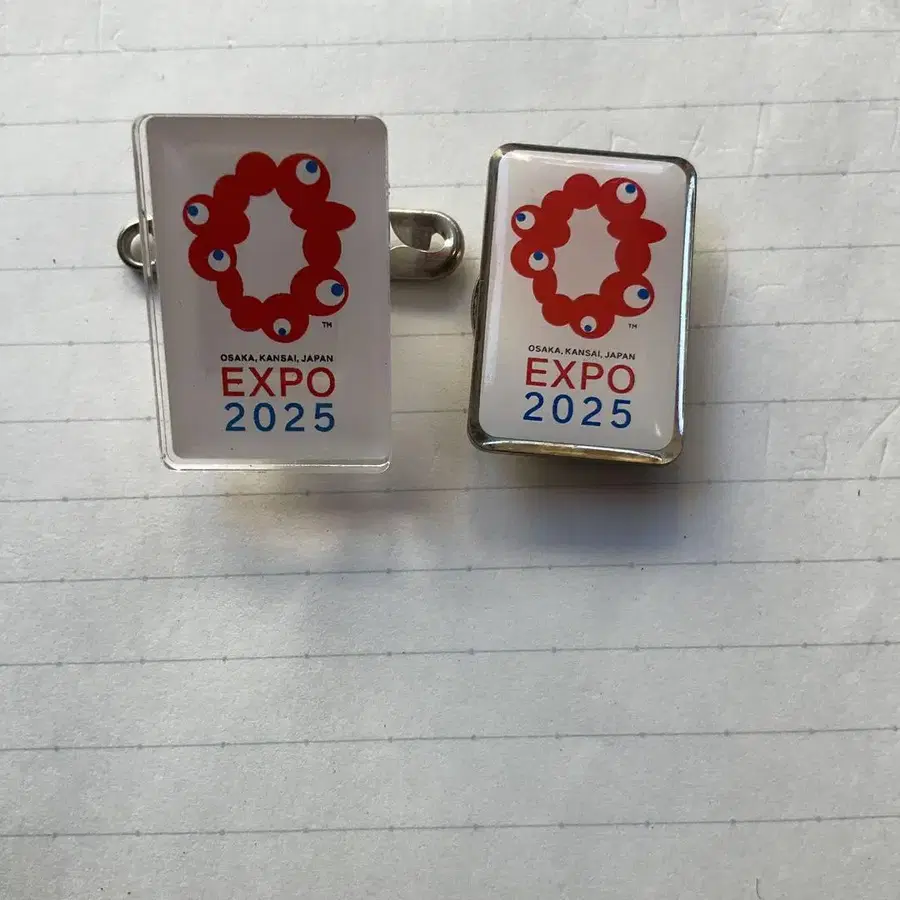 TM
OSAKA, KANSAI, JAPAN
EXPO
2025
TM
OSAKA, KANSAI, JAPAN
EXPO
2025